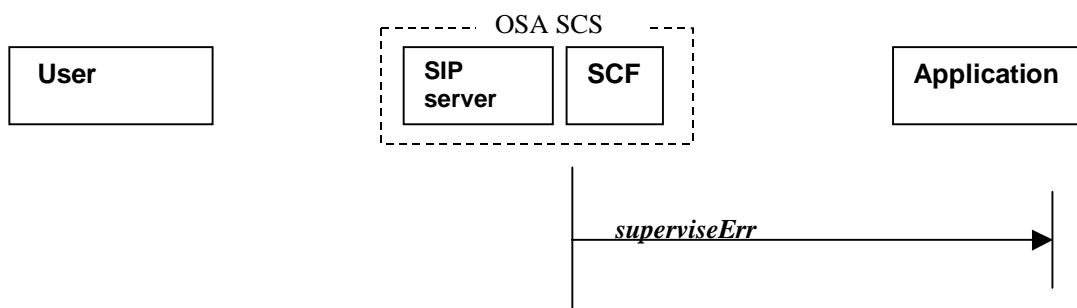 OSA SCS
User
SIP
server
SCF
Application
superviseErr